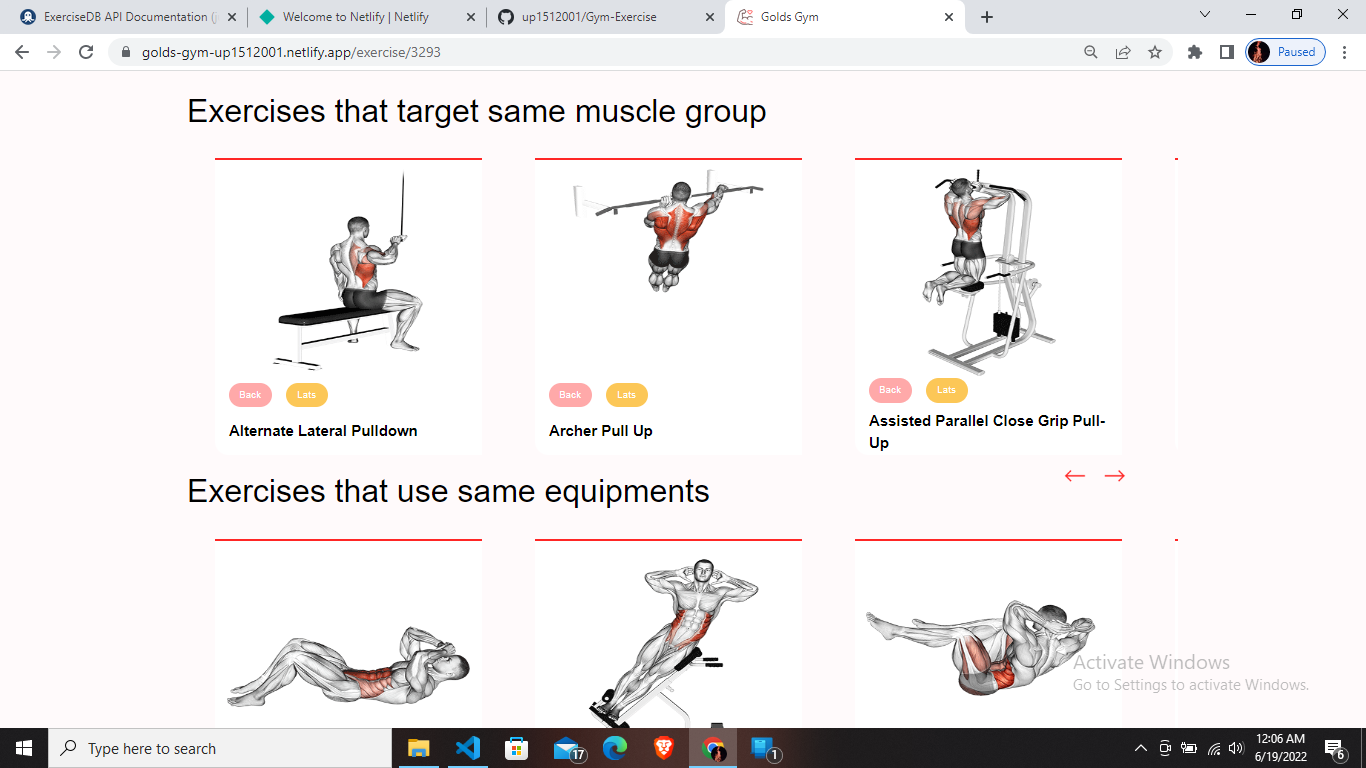 ExerciseDB API Documentation (j
Welcome to Netlify | Netlify
up1512001/Gym-Exercise
Golds Gym
golds-gym-up1512001.netlify.app/exercise/3293
Paused
Exercises that target same muscle group
Back Lats
Alternate Lateral Pulldown
Back Lats
Archer Pull Up
Back Lats
Assisted Parallel Close Grip Pull-
Up
Exercises that use same equipments
Activate Windows
Go to Settings to activate Windows.
Type here to search
17
1
12:06 AM
6/19/2022
6